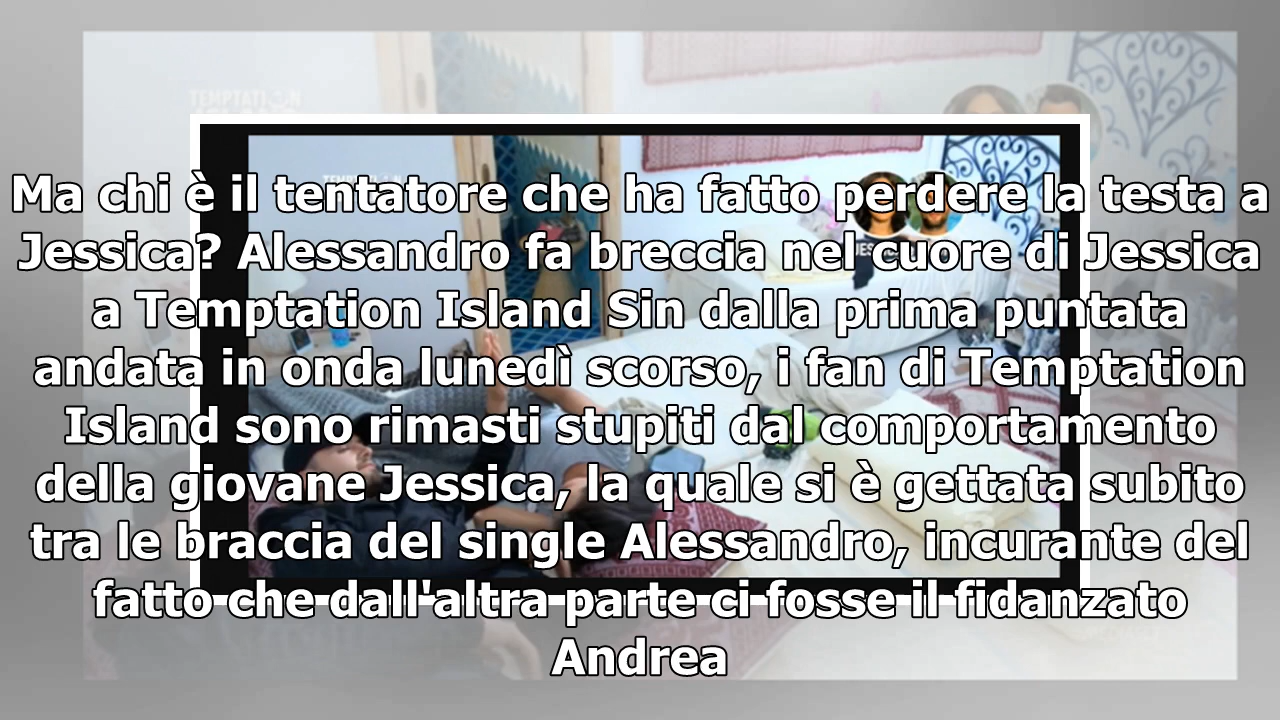 TEMPTATION
Ma chi è il tentatore che ha fatto perdere la testa a
Jessica? Alessandro fa breccia nel cuore di Jessica
a Temptation Island Sin dalla prima puntata
andata in onda lunedì scorso, i fan di Temptation
Island sono rimasti stupiti dal comportamento
della giovane Jessica, la quale si è gettata subito
tra le braccia del single Alessandro, incurante del
fatto che dall'altra parte ci fosse il fidanzato
Andrea